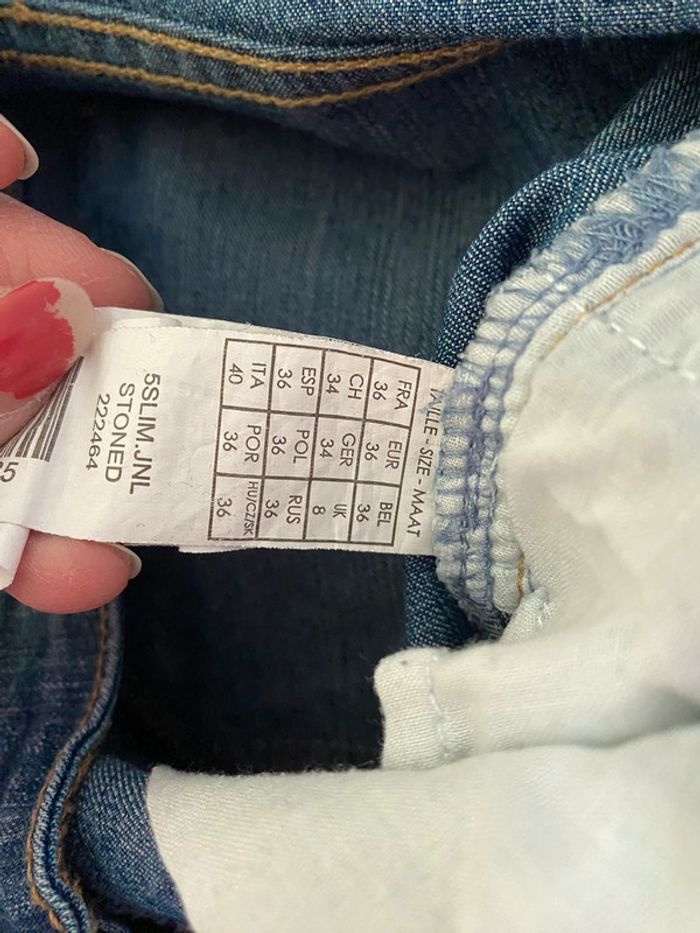 TAILLE - SIZE - MAAT
FRA EUR BEL
36 36 36
CH GER UK
34 34 8
ESP POL RUS
36 36 36
ITA POR HU/CZ/SK
40 36 36
5SLIM.JNL
STONED
222464